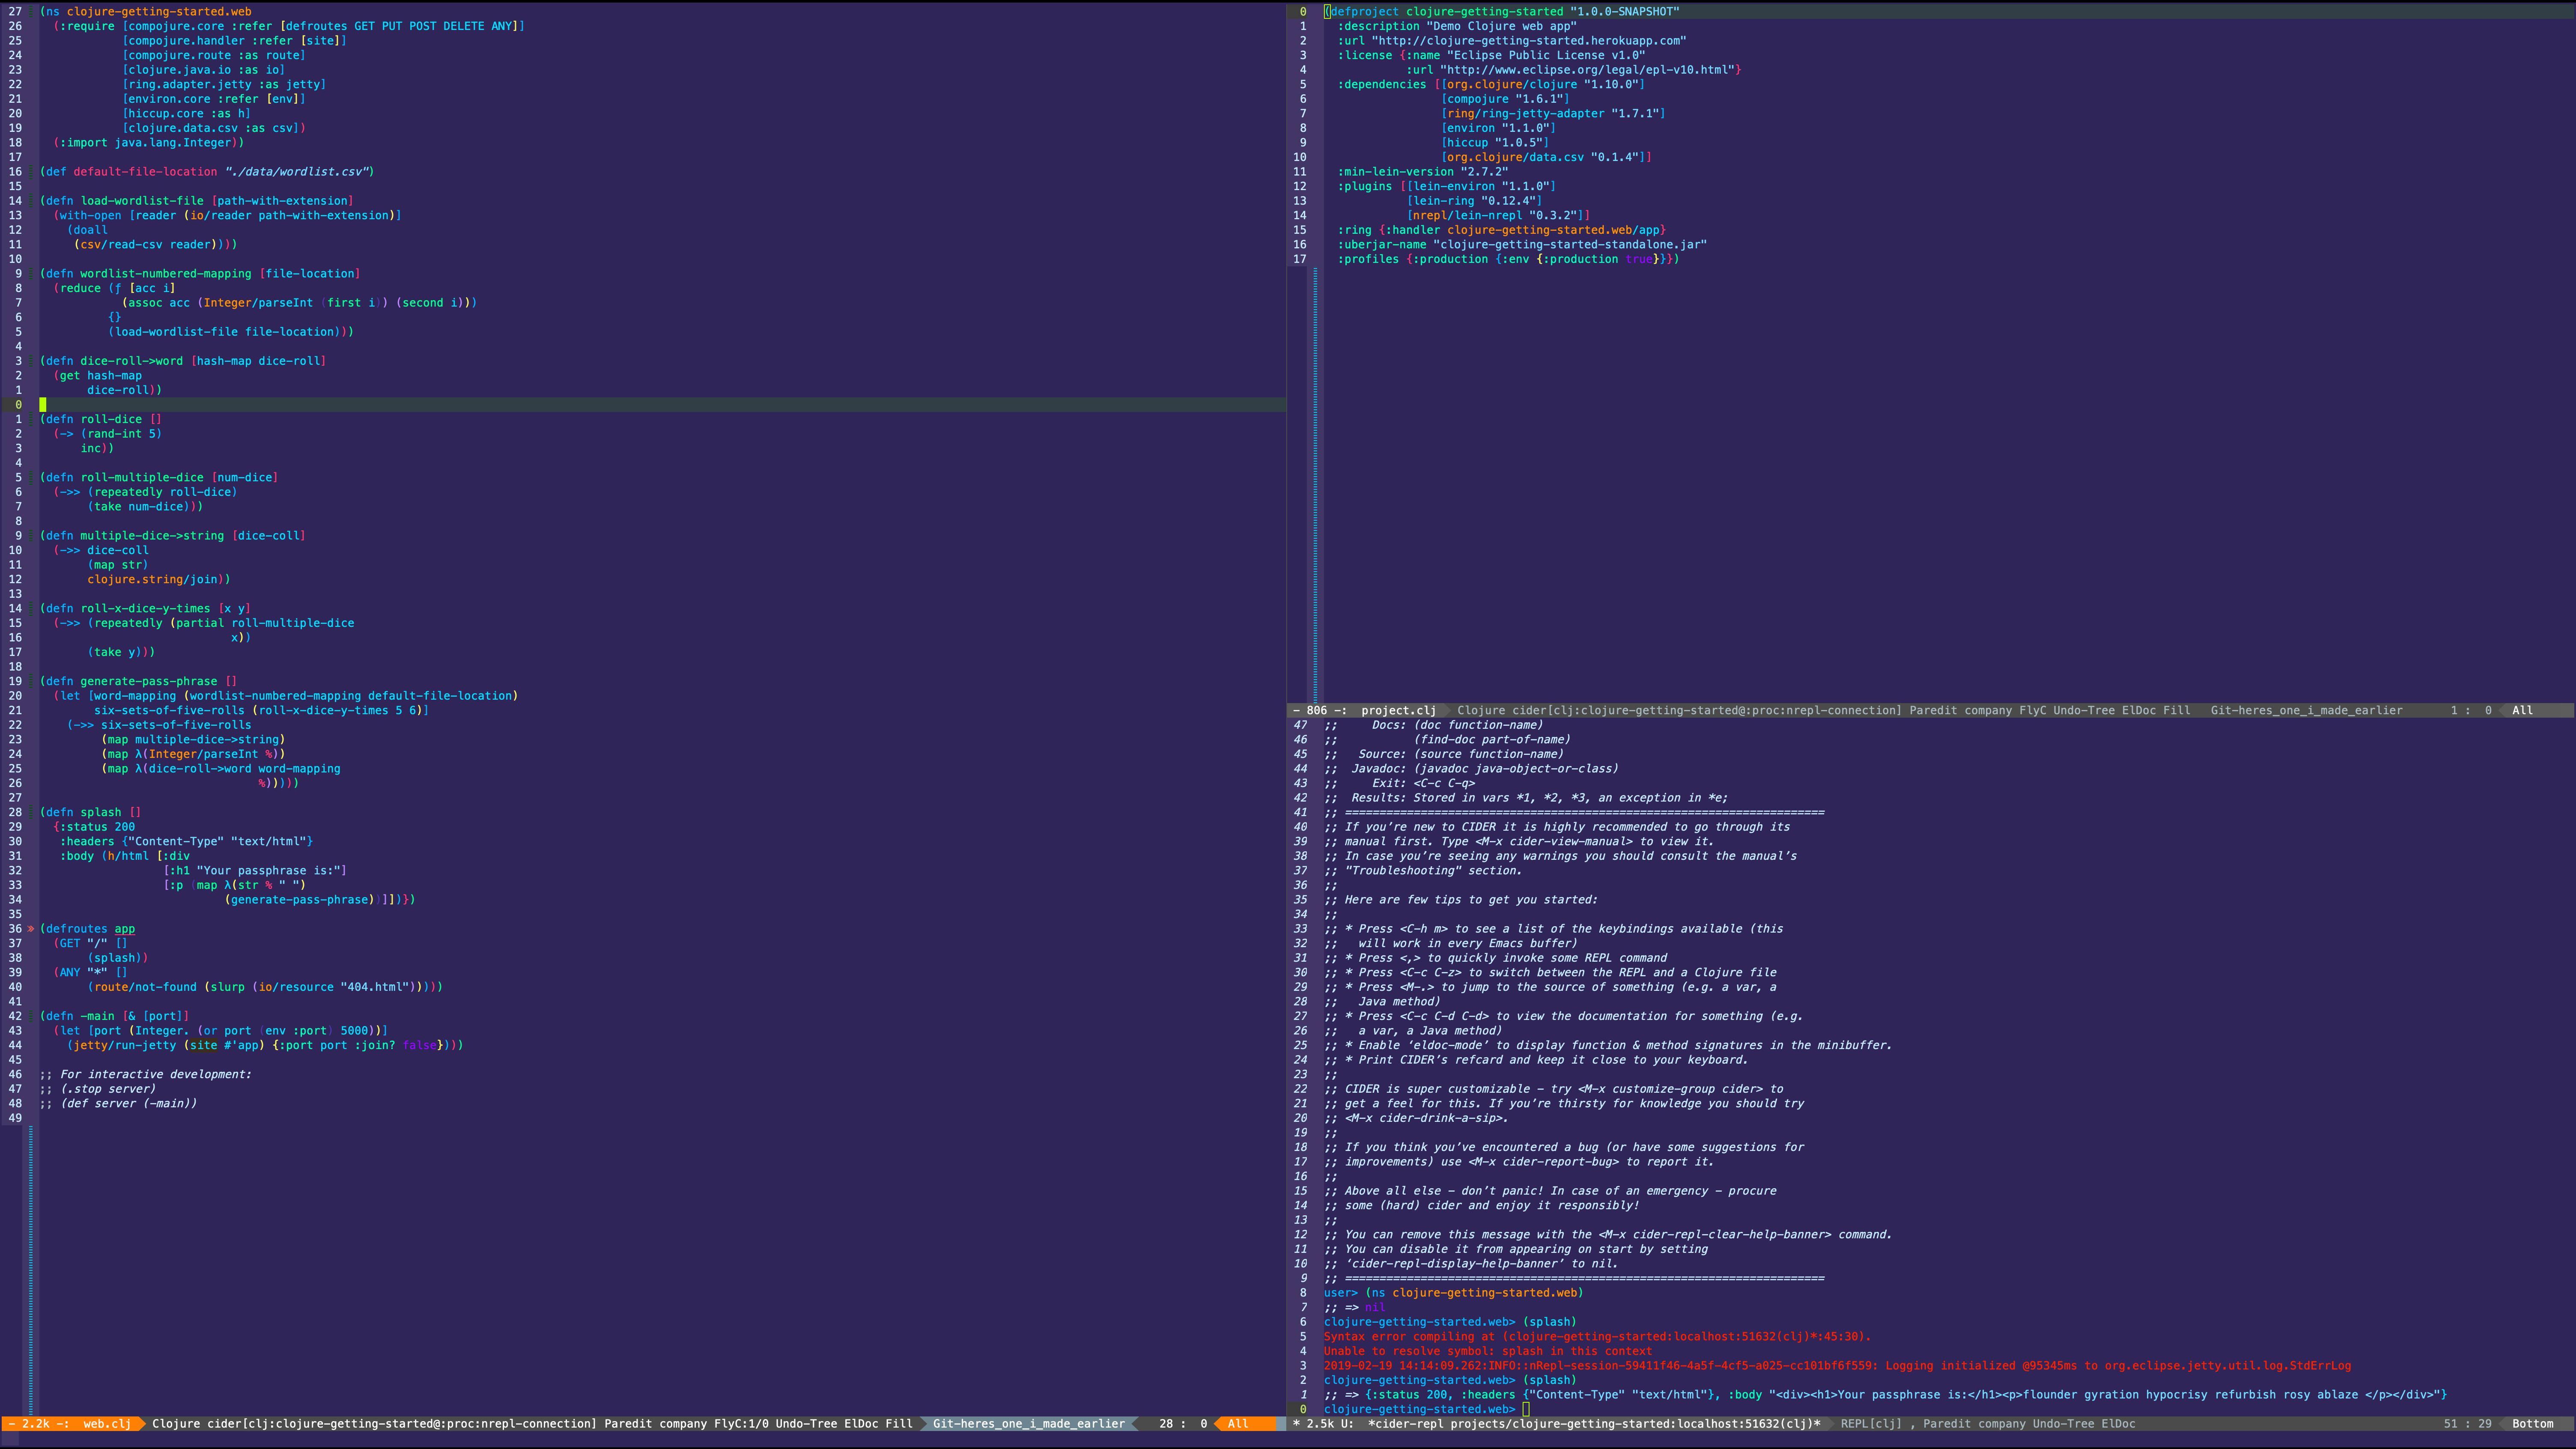 27 (ns clojure-getting-started.web
26   (:require [compojure.core :refer [defroutes GET PUT POST DELETE ANY]]
25             [compojure.handler :refer [site]]
24             [compojure.route :as route]
23             [clojure.java.io :as io]
22             [ring.adapter.jetty :as jetty]
21             [environ.core :refer [env]]
20             [hiccup.core :as h]
19             [clojure.data.csv :as csv])
18   (:import java.lang.Integer))
17
16 (def default-file-location "./data/wordlist.csv")
15
14 (defn load-wordlist-file [path-with-extension]
13   (with-open [reader (io/reader path-with-extension)]
12     (doall
11      (csv/read-csv reader))))
10
9 (defn wordlist-numbered-mapping [file-location]
8   (reduce (ƒ [acc i]
7             (assoc acc (Integer/parseInt (first i)) (second i)))
6           {}
5           (load-wordlist-file file-location)))
4
3 (defn dice-roll->word [hash-map dice-roll]
2   (get hash-map
1        dice-roll))
0
1 (defn roll-dice []
2   (-> (rand-int 5)
3       inc))
4
5 (defn roll-multiple-dice [num-dice]
6   (->> (repeatedly roll-dice)
7        (take num-dice)))
8
9 (defn multiple-dice->string [dice-coll]
10   (->> dice-coll
11        (map str)
12        clojure.string/join))
13
14 (defn roll-x-dice-y-times [x y]
15   (->> (repeatedly (partial roll-multiple-dice
16                             x))
17        (take y)))
18
19 (defn generate-pass-phrase []
20   (let [word-mapping (wordlist-numbered-mapping default-file-location)
21         six-sets-of-five-rolls (roll-x-dice-y-times 5 6)]
22     (->> six-sets-of-five-rolls
23          (map multiple-dice->string)
24          (map λ(Integer/parseInt %))
25          (map λ(dice-roll->word word-mapping
26                                 %)))))
27
28 (defn splash []
29   {:status 200
30    :headers {"Content-Type" "text/html"}
31    :body (h/html [:div
32                   [:h1 "Your passphrase is:"]
33                   [:p (map λ(str % " ")
34                            (generate-pass-phrase))]])})
35
36 » (defroutes app
37   (GET "/" []
38        (splash))
39   (ANY "*" []
40        (route/not-found (slurp (io/resource "404.html")))))
41
42 (defn -main [& [port]]
43   (let [port (Integer. (or port (env :port) 5000))]
44     (jetty/run-jetty (site #'app) {:port port :join? false})))
45
46 ;; For interactive development:
47 ;; (.stop server)
48 ;; (def server (-main))
49
- 2.2k -: web.clj Clojure cider[clj:clojure-getting-started@:proc:nrepl-connection] Paredit company FlyC:1/0 Undo-Tree ElDoc Fill Git-heres_one_i_made_earlier 28 : 0 All
0 (defproject clojure-getting-started "1.0.0-SNAPSHOT"
1   :description "Demo Clojure web app"
2   :url "http://clojure-getting-started.herokuapp.com"
3   :license {:name "Eclipse Public License v1.0"
4             :url "http://www.eclipse.org/legal/epl-v10.html"}
5   :dependencies [[org.clojure/clojure "1.10.0"]
6                  [compojure "1.6.1"]
7                  [ring/ring-jetty-adapter "1.7.1"]
8                  [environ "1.1.0"]
9                  [hiccup "1.0.5"]
10                  [org.clojure/data.csv "0.1.4"]]
11   :min-lein-version "2.7.2"
12   :plugins [[lein-environ "1.1.0"]
13             [lein-ring "0.12.4"]
14             [nrepl/lein-nrepl "0.3.2"]]
15   :ring {:handler clojure-getting-started.web/app}
16   :uberjar-name "clojure-getting-started-standalone.jar"
17   :profiles {:production {:env {:production true}}})
- 806 -: project.clj Clojure cider[clj:clojure-getting-started@:proc:nrepl-connection] Paredit company FlyC Undo-Tree ElDoc Fill Git-heres_one_i_made_earlier 1 : 0 All
47 ;;     Docs: (doc function-name)
46 ;;           (find-doc part-of-name)
45 ;;   Source: (source function-name)
44 ;;  Javadoc: (javadoc java-object-or-class)
43 ;;     Exit: <C-c C-q>
42 ;;  Results: Stored in vars *1, *2, *3, an exception in *e;
41 ;; ======================================================================
40 ;; If you’re new to CIDER it is highly recommended to go through its
39 ;; manual first. Type <M-x cider-view-manual> to view it.
38 ;; In case you’re seeing any warnings you should consult the manual’s
37 ;; "Troubleshooting" section.
36 ;;
35 ;; Here are few tips to get you started:
34 ;;
33 ;; * Press <C-h m> to see a list of the keybindings available (this
32 ;;   will work in every Emacs buffer)
31 ;; * Press <,> to quickly invoke some REPL command
30 ;; * Press <C-c C-z> to switch between the REPL and a Clojure file
29 ;; * Press <M-.> to jump to the source of something (e.g. a var, a
28 ;;   Java method)
27 ;; * Press <C-c C-d C-d> to view the documentation for something (e.g.
26 ;;   a var, a Java method)
25 ;; * Enable ‘eldoc-mode’ to display function & method signatures in the minibuffer.
24 ;; * Print CIDER’s refcard and keep it close to your keyboard.
23 ;;
22 ;; CIDER is super customizable - try <M-x customize-group cider> to
21 ;; get a feel for this. If you’re thirsty for knowledge you should try
20 ;; <M-x cider-drink-a-sip>.
19 ;;
18 ;; If you think you’ve encountered a bug (or have some suggestions for
17 ;; improvements) use <M-x cider-report-bug> to report it.
16 ;;
15 ;; Above all else - don’t panic! In case of an emergency - procure
14 ;; some (hard) cider and enjoy it responsibly!
13 ;;
12 ;; You can remove this message with the <M-x cider-repl-clear-help-banner> command.
11 ;; You can disable it from appearing on start by setting
10 ;; ‘cider-repl-display-help-banner’ to nil.
9 ;; ======================================================================
8 user> (ns clojure-getting-started.web)
7 ;; => nil
6 clojure-getting-started.web> (splash)
5 Syntax error compiling at (clojure-getting-started:localhost:51632(clj)*:45:30).
4 Unable to resolve symbol: splash in this context
3 2019-02-19 14:14:09.262:INFO::nRepl-session-59411f46-4a5f-4cf5-a025-cc101bf6f559: Logging initialized @95345ms to org.eclipse.jetty.util.log.StdErrLog
2 clojure-getting-started.web> (splash)
1 ;; => {:status 200, :headers {"Content-Type" "text/html"}, :body "<div><h1>Your passphrase is:</h1><p>flounder gyration hypocrisy refurbish rosy ablaze </p></div>"}
0 clojure-getting-started.web>
* 2.5k U: *cider-repl projects/clojure-getting-started:localhost:51632(clj)* REPL[clj] , Paredit company Undo-Tree ElDoc 51 : 29 Bottom